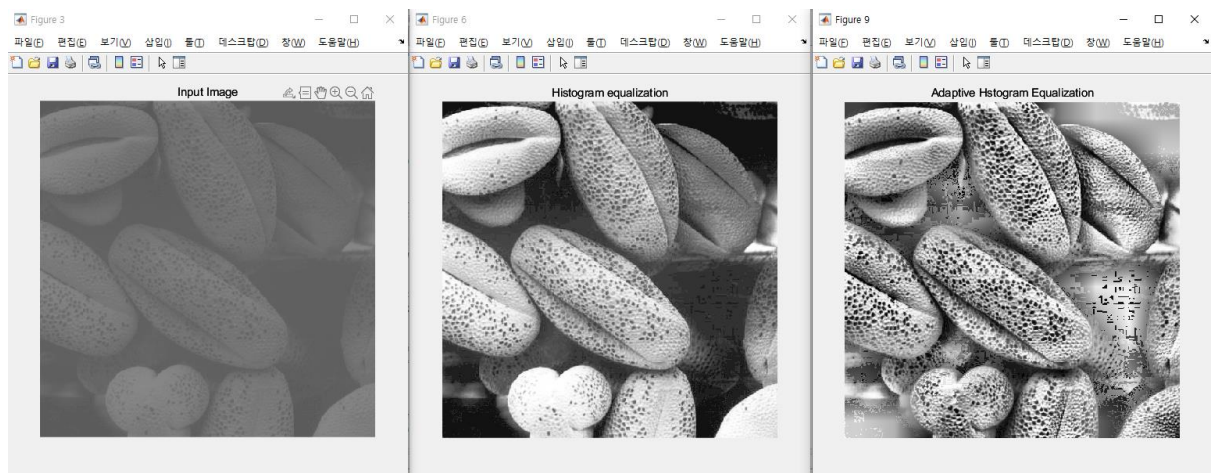 Figure 3
파일(F) 편집(E) 보기(V) 삽입(I) 툴(T) 데스크탑(D) 창(W) 도움말(H)
Input Image
Figure 6
파일(F) 편집(E) 보기(V) 삽입(I) 툴(T) 데스크탑(D) 창(W) 도움말(H)
Histogram equalization
Figure 9
파일(F) 편집(E) 보기(V) 삽입(I) 툴(T) 데스크탑(D) 창(W) 도움말(H)
Adaptive Hstogram Equalization